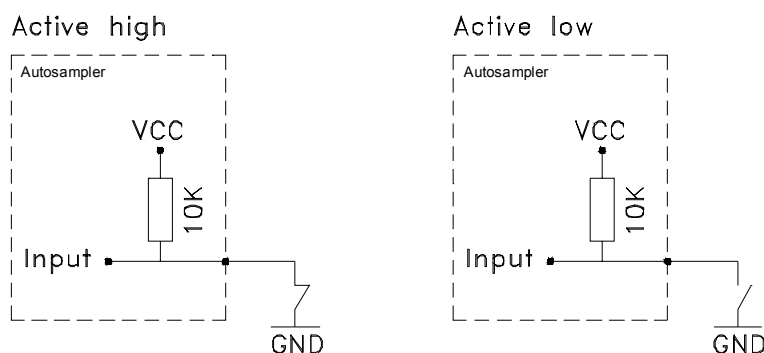 Active high
Autosampler
VCC
10K
Input
GND
Active low
Autosampler
VCC
10K
Input
GND